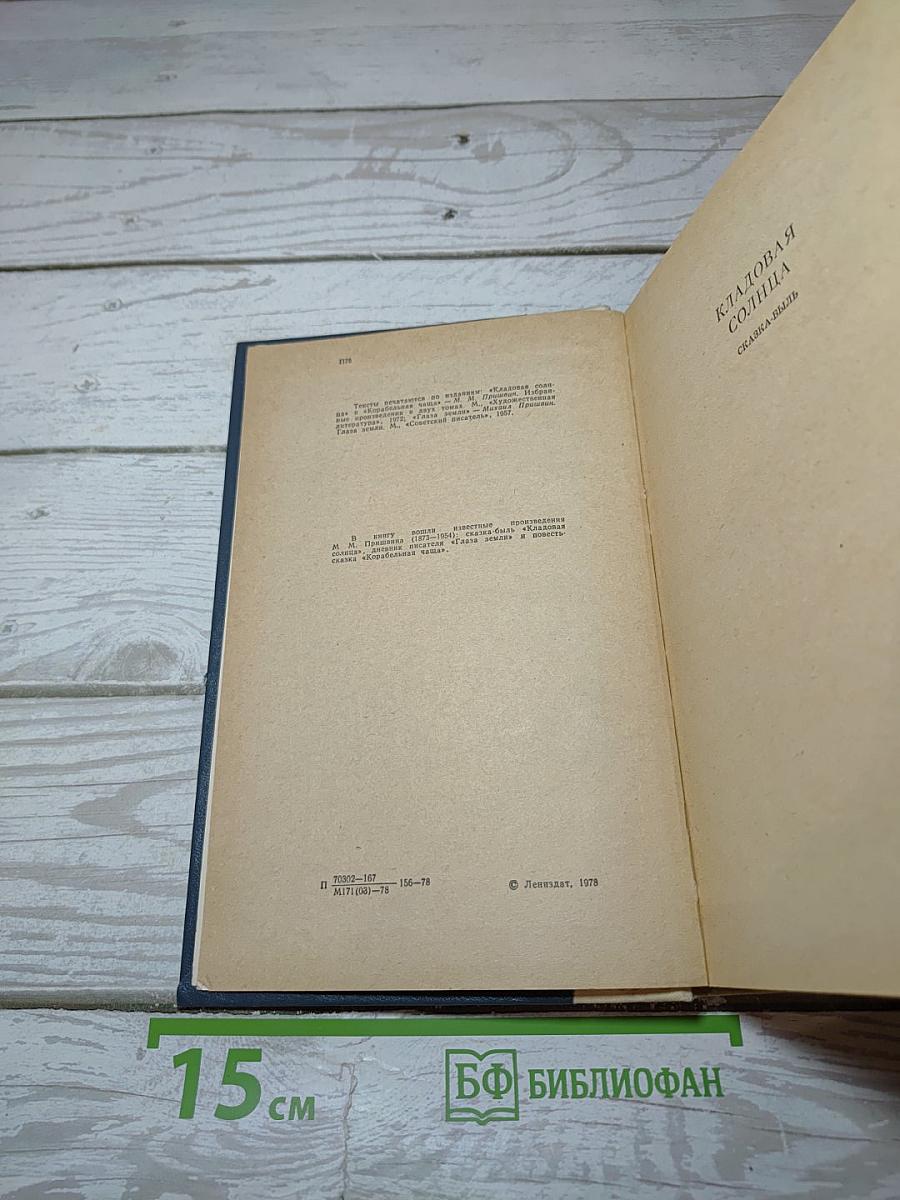 П76
Тексты печатаются по изданиям: «Кладовая солн-
ца» и «Корабельная чаща» — М. М. Пришвин. Избран-
ные произведения в двух томах. М., «Художественная
литература», 1972; «Глаза земли» — Михаил Пришвин.
Глаза земли. М., «Советский писатель», 1957.
В книгу вошли известные произведения
М. М. Пришвина (1873—1954): сказка-быль «Кладовая
солнца», дневник писателя «Глаза земли» и повесть-
сказка «Корабельная чаща».
П 70302—167
М171(03)—78 156—78
© Лениздат, 1978
КЛАДОВАЯ
СОЛНЦА
СКАЗКА-БЫЛЬ
15 см
БФ БИБЛИОФАН